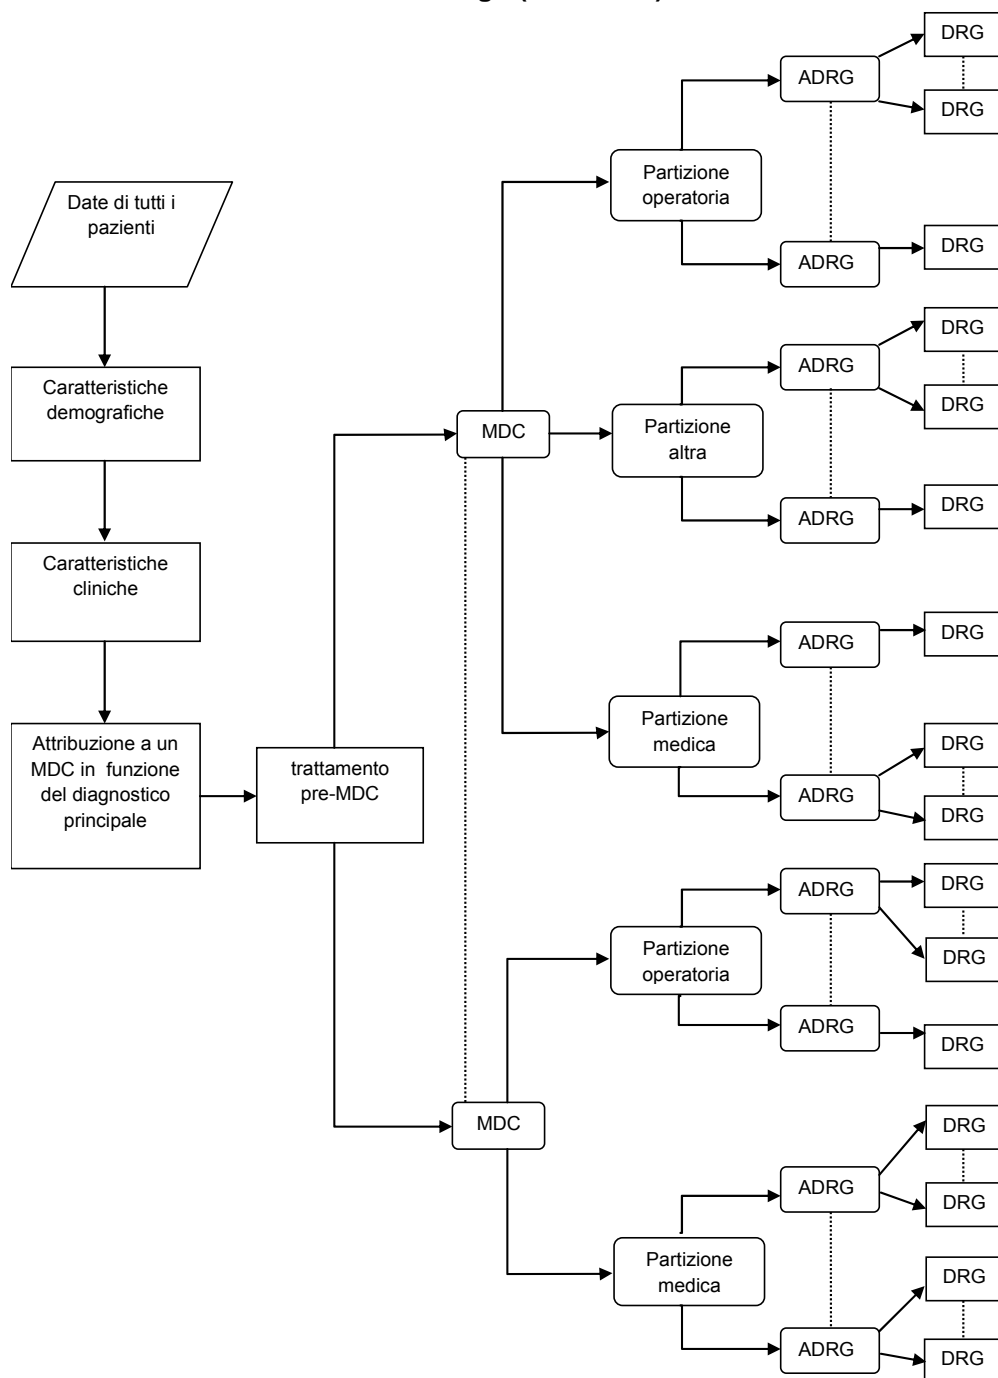 DRG
ADRG
DRG
Partizione
operatoria
Date di tutti i
pazienti
DRG
ADRG
DRG
ADRG
Caratteristiche
demografiche
DRG
MDC
Partizione
altra
DRG
ADRG
Caratteristiche
cliniche
DRG
ADRG
Partizione
medica
Attribuzione a un
MDC in  funzione
del diagnostico
principale
trattamento
pre-MDC
DRG
ADRG
DRG
DRG
ADRG
Partizione
operatoria
DRG
ADRG
DRG
MDC
DRG
ADRG
DRG
Partizione
medica
DRG
ADRG
DRG